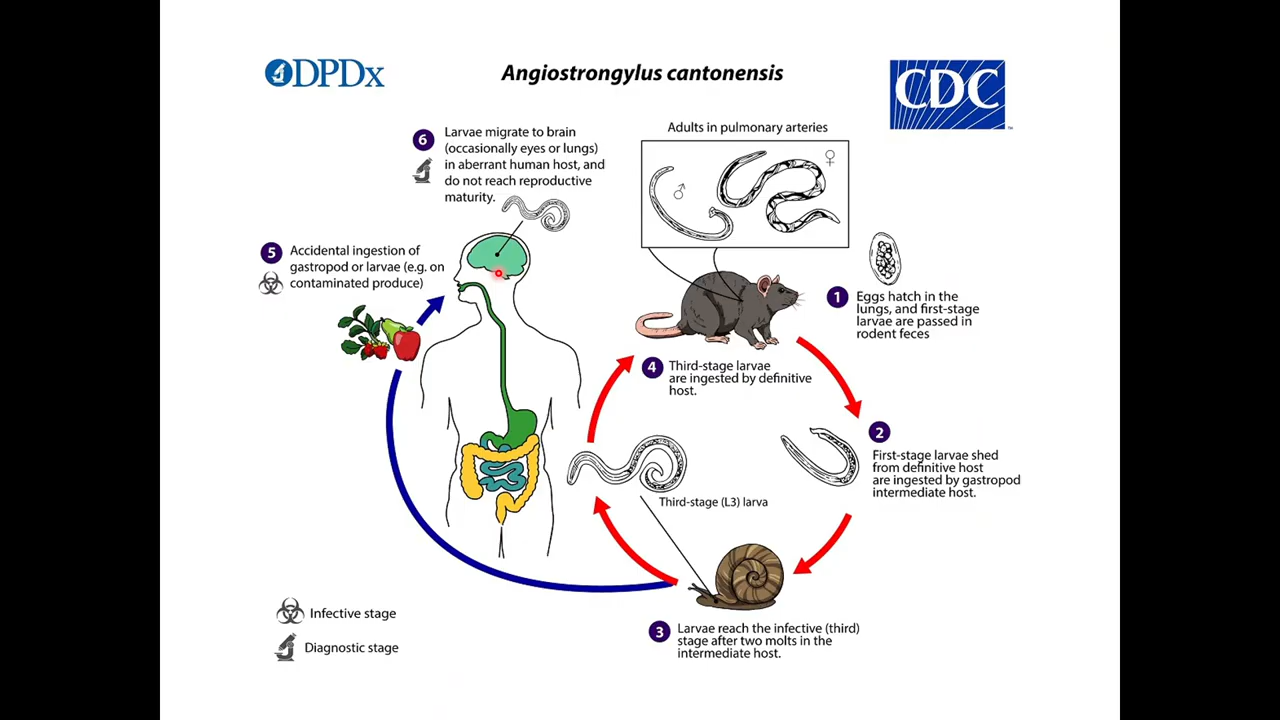 DPDx
Angiostrongylus cantonensis
CDC
TM
6
Larvae migrate to brain
(occasionally eyes or lungs)
in aberrant human host, and
do not reach reproductive
maturity.
Adults in pulmonary arteries
♂
♀
5
Accidental ingestion of
gastropod or larvae (e.g. on
contaminated produce)
1
Eggs hatch in the
lungs, and first-stage
larvae are passed in
rodent feces
4
Third-stage larvae
are ingested by definitive
host.
2
First-stage larvae shed
from definitive host
are ingested by gastropod
intermediate host.
Third-stage (L3) larva
3
Larvae reach the infective (third)
stage after two molts in the
intermediate host.
Infective stage
Diagnostic stage